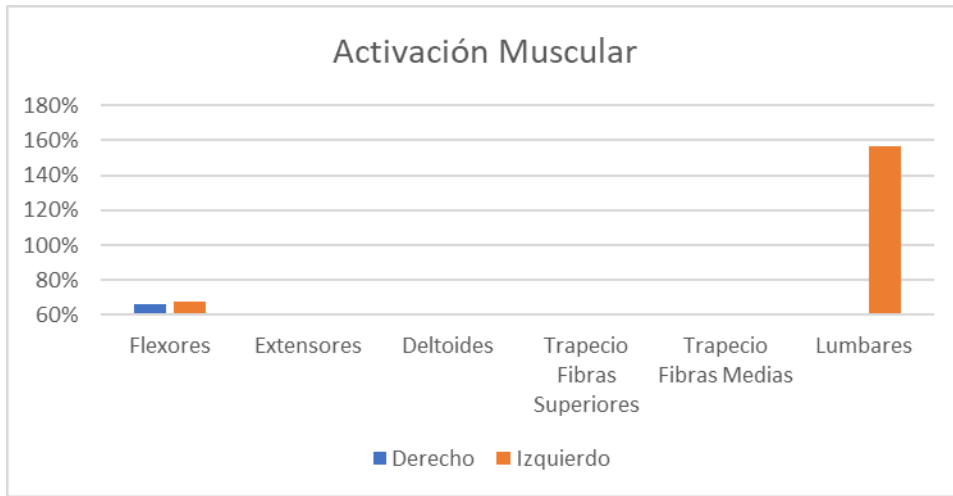 Activación Muscular
180%
160%
140%
120%
100%
80%
60%
Flexores Extensores Deltoides Trapecio Trapecio Lumbares
Fibras Fibras Medias
Superiores
Derecho Izquierdo